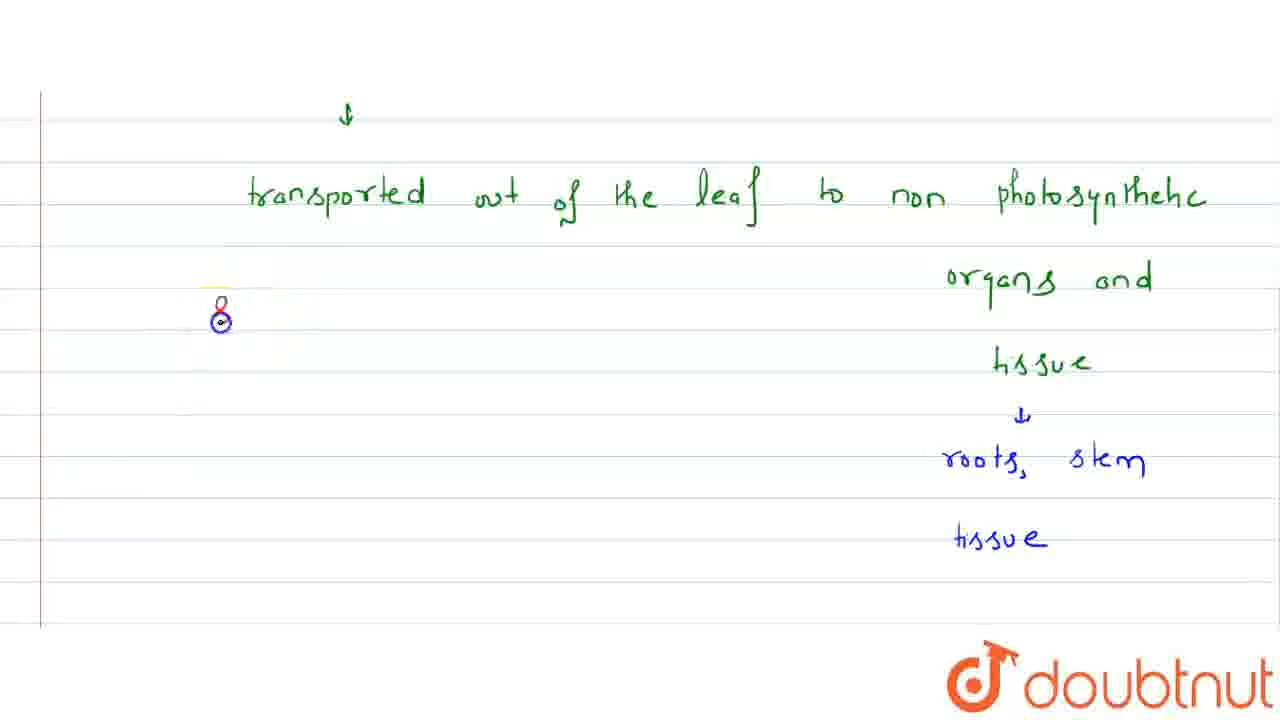 ↓
transported out of the leaf to non photosynthetic
organs and
tissue
↓
roots, stem
tissue
doubtnut